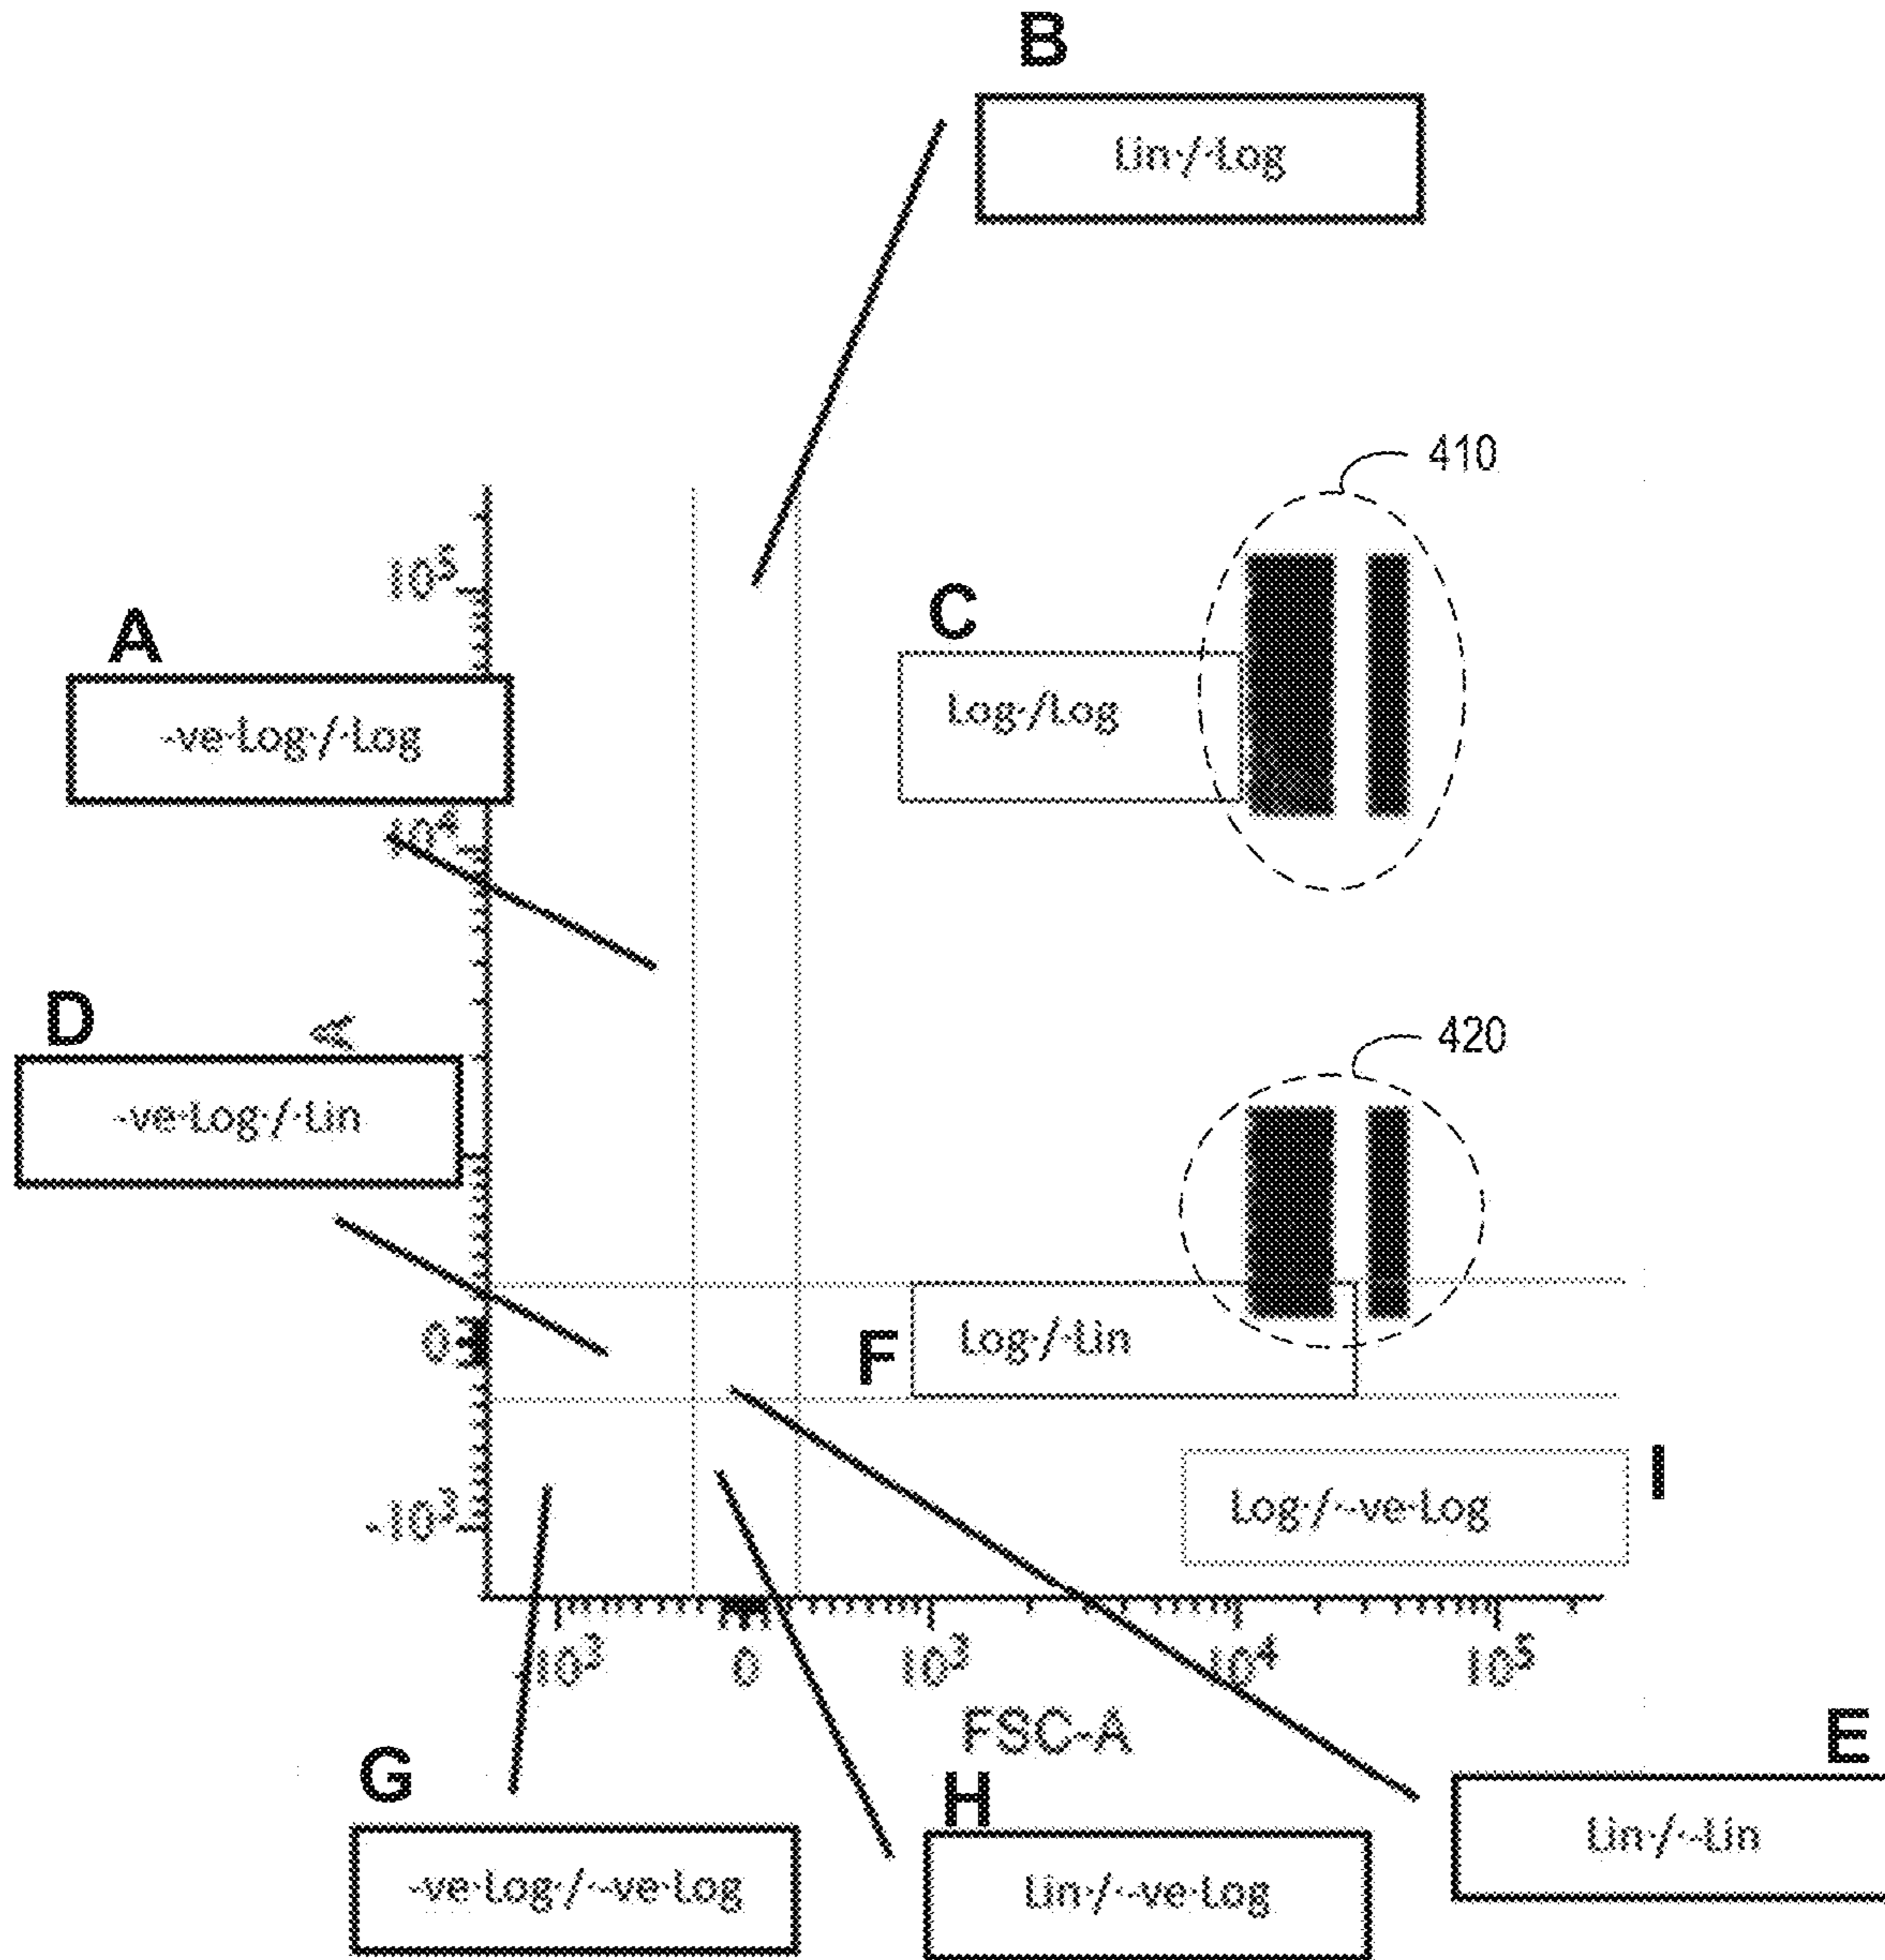 B
Lin / Log
410
10^5
A
C
-ve Log / Log
Log /Log
10^4
D
A
420
-ve Log / Lin
F
Log / Lin
0
I
Log / -ve Log
-10^3
-10^3
0
10^3
10^4
10^5
FSC-A
G
H
E
-ve Log / -ve Log
Lin / -ve Log
Lin / -Lin